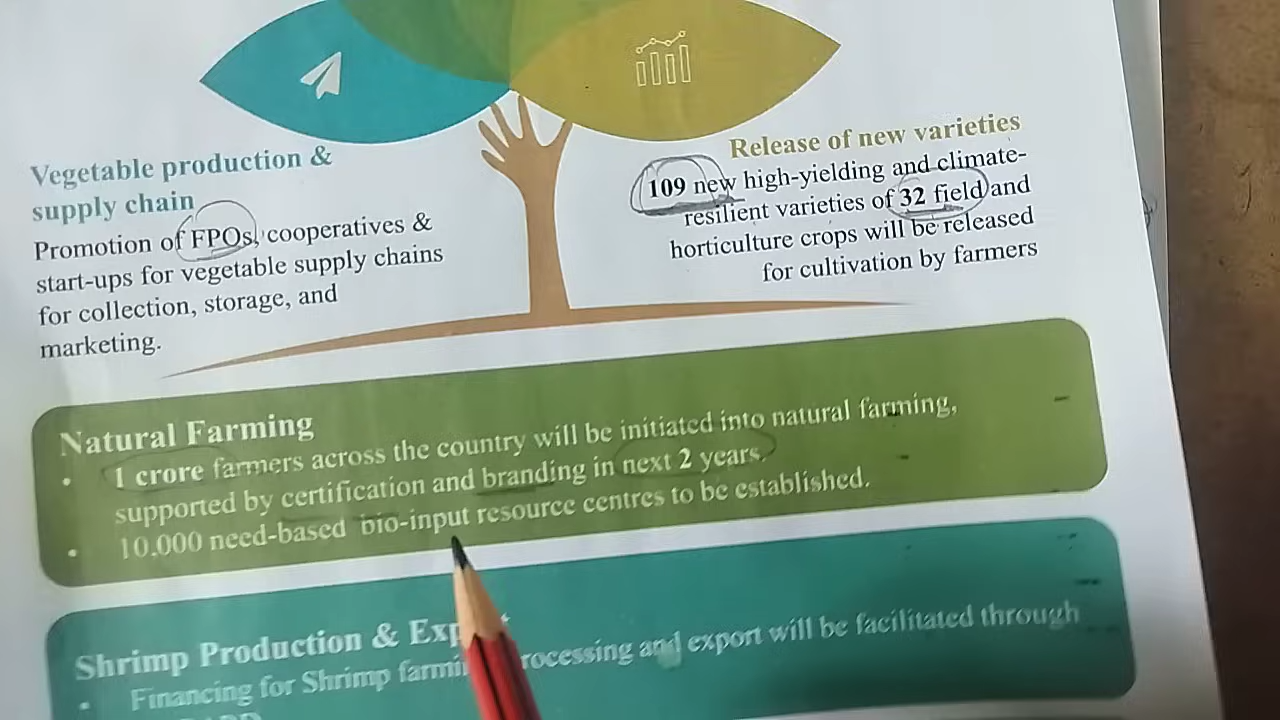 Vegetable production &
supply chain
Promotion of FPOs, cooperatives &
start-ups for vegetable supply chains
for collection, storage, and
marketing.
Release of new varieties
109 new high-yielding and climate-
resilient varieties of 32 field and
horticulture crops will be released
for cultivation by farmers
Natural Farming
• 1 crore farmers across the country will be initiated into natural farming,
supported by certification and branding in next 2 years.
• 10,000 need-based bio-input resource centres to be established.
Shrimp Production &
• Financing for Shrimp and export will be facilitated through